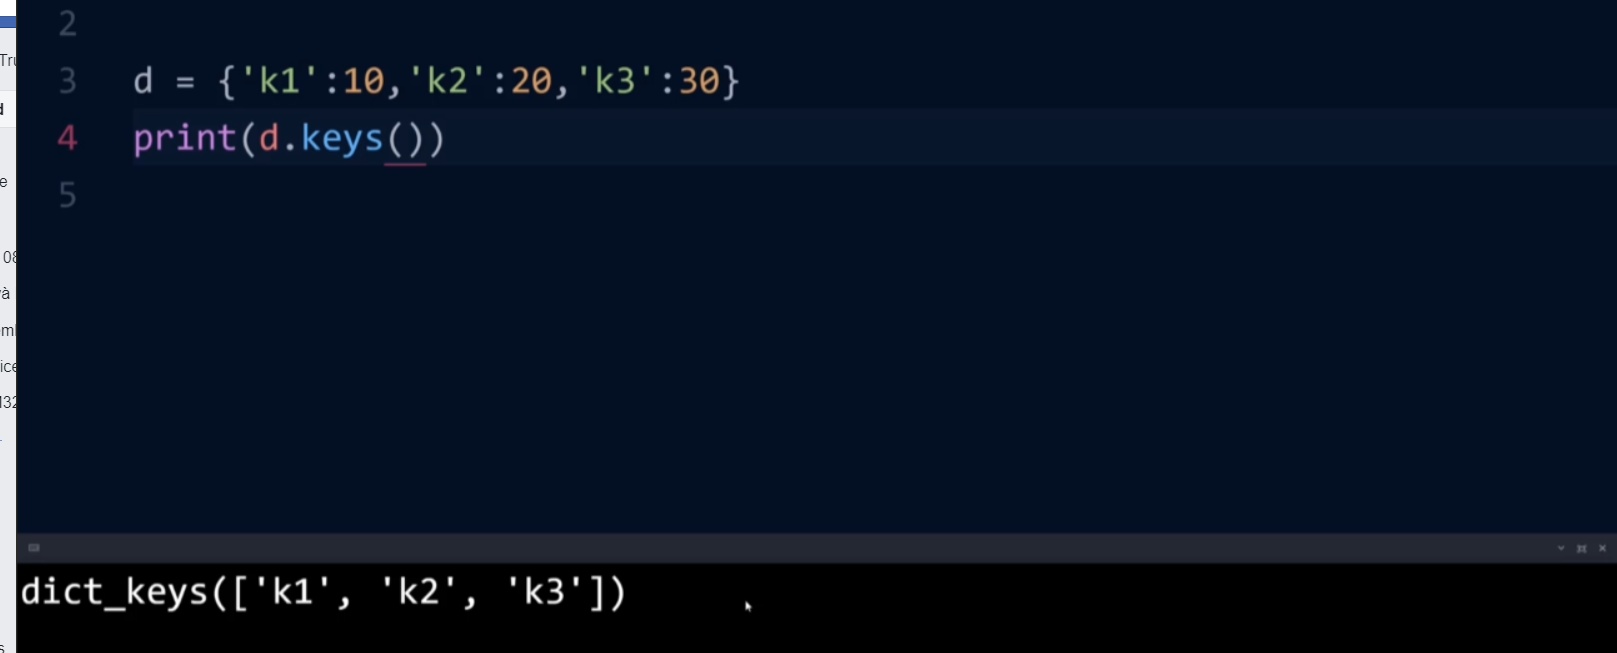 2
3 d = {'k1':10,'k2':20,'k3':30}
4 print(d.keys())
5
dict_keys(['k1', 'k2', 'k3'])